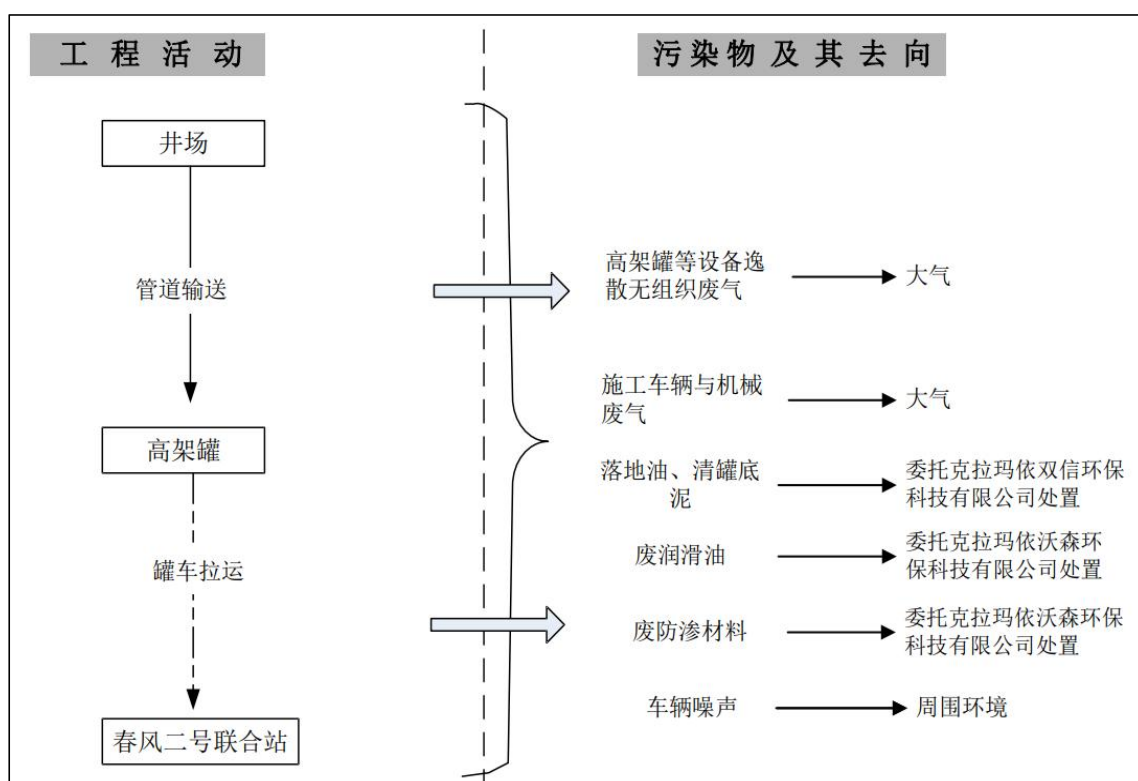 工程活动
污染物及其去向
井场
管道输送
高架罐
罐车拉运
春风二号联合站
高架罐等设备逸
散无组织废气
大气
施工车辆与机械
废气
大气
落地油、清罐底
泥
委托克拉玛依双信环保
科技有限公司处置
废润滑油
委托克拉玛依沃森环
保科技有限公司处置
废防渗材料
委托克拉玛依沃森环保
科技有限公司处置
车辆噪声
周围环境